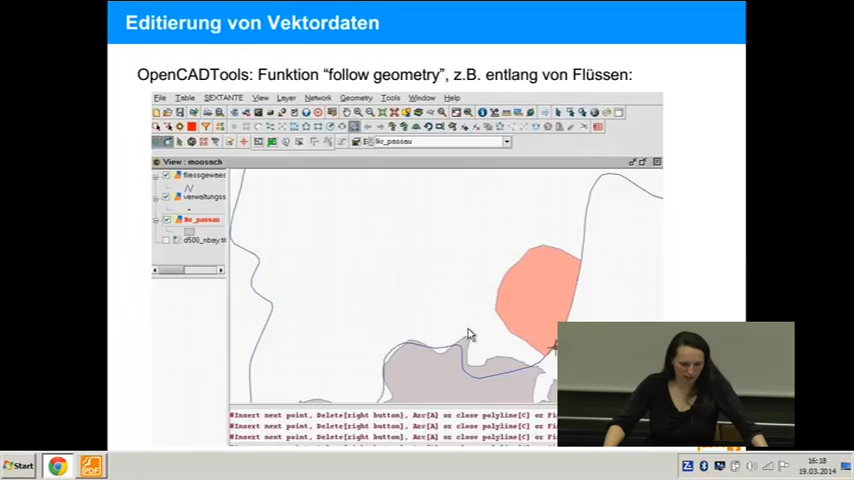 Editierung von Vektordaten
OpenCADTools: Funktion “follow geometry”, z.B. entlang von Flüssen:
File Table SEXTANTE View Layer Network Geometry Tools Window Help
lkr_passau
View : moosach
fliessgewaes
verwaltungss
lkr_passau
d500_nbay.tif
#Insert next point, Delete[right button], Arc[A] or close polyline[C] or Fi
#Insert next point, Delete[right button], Arc[A] or close polyline[C] or Fi
#Insert next point, Delete[right button], Arc[A] or close polyline[C] or Fi
Start
PDF
16:18
19.03.2014